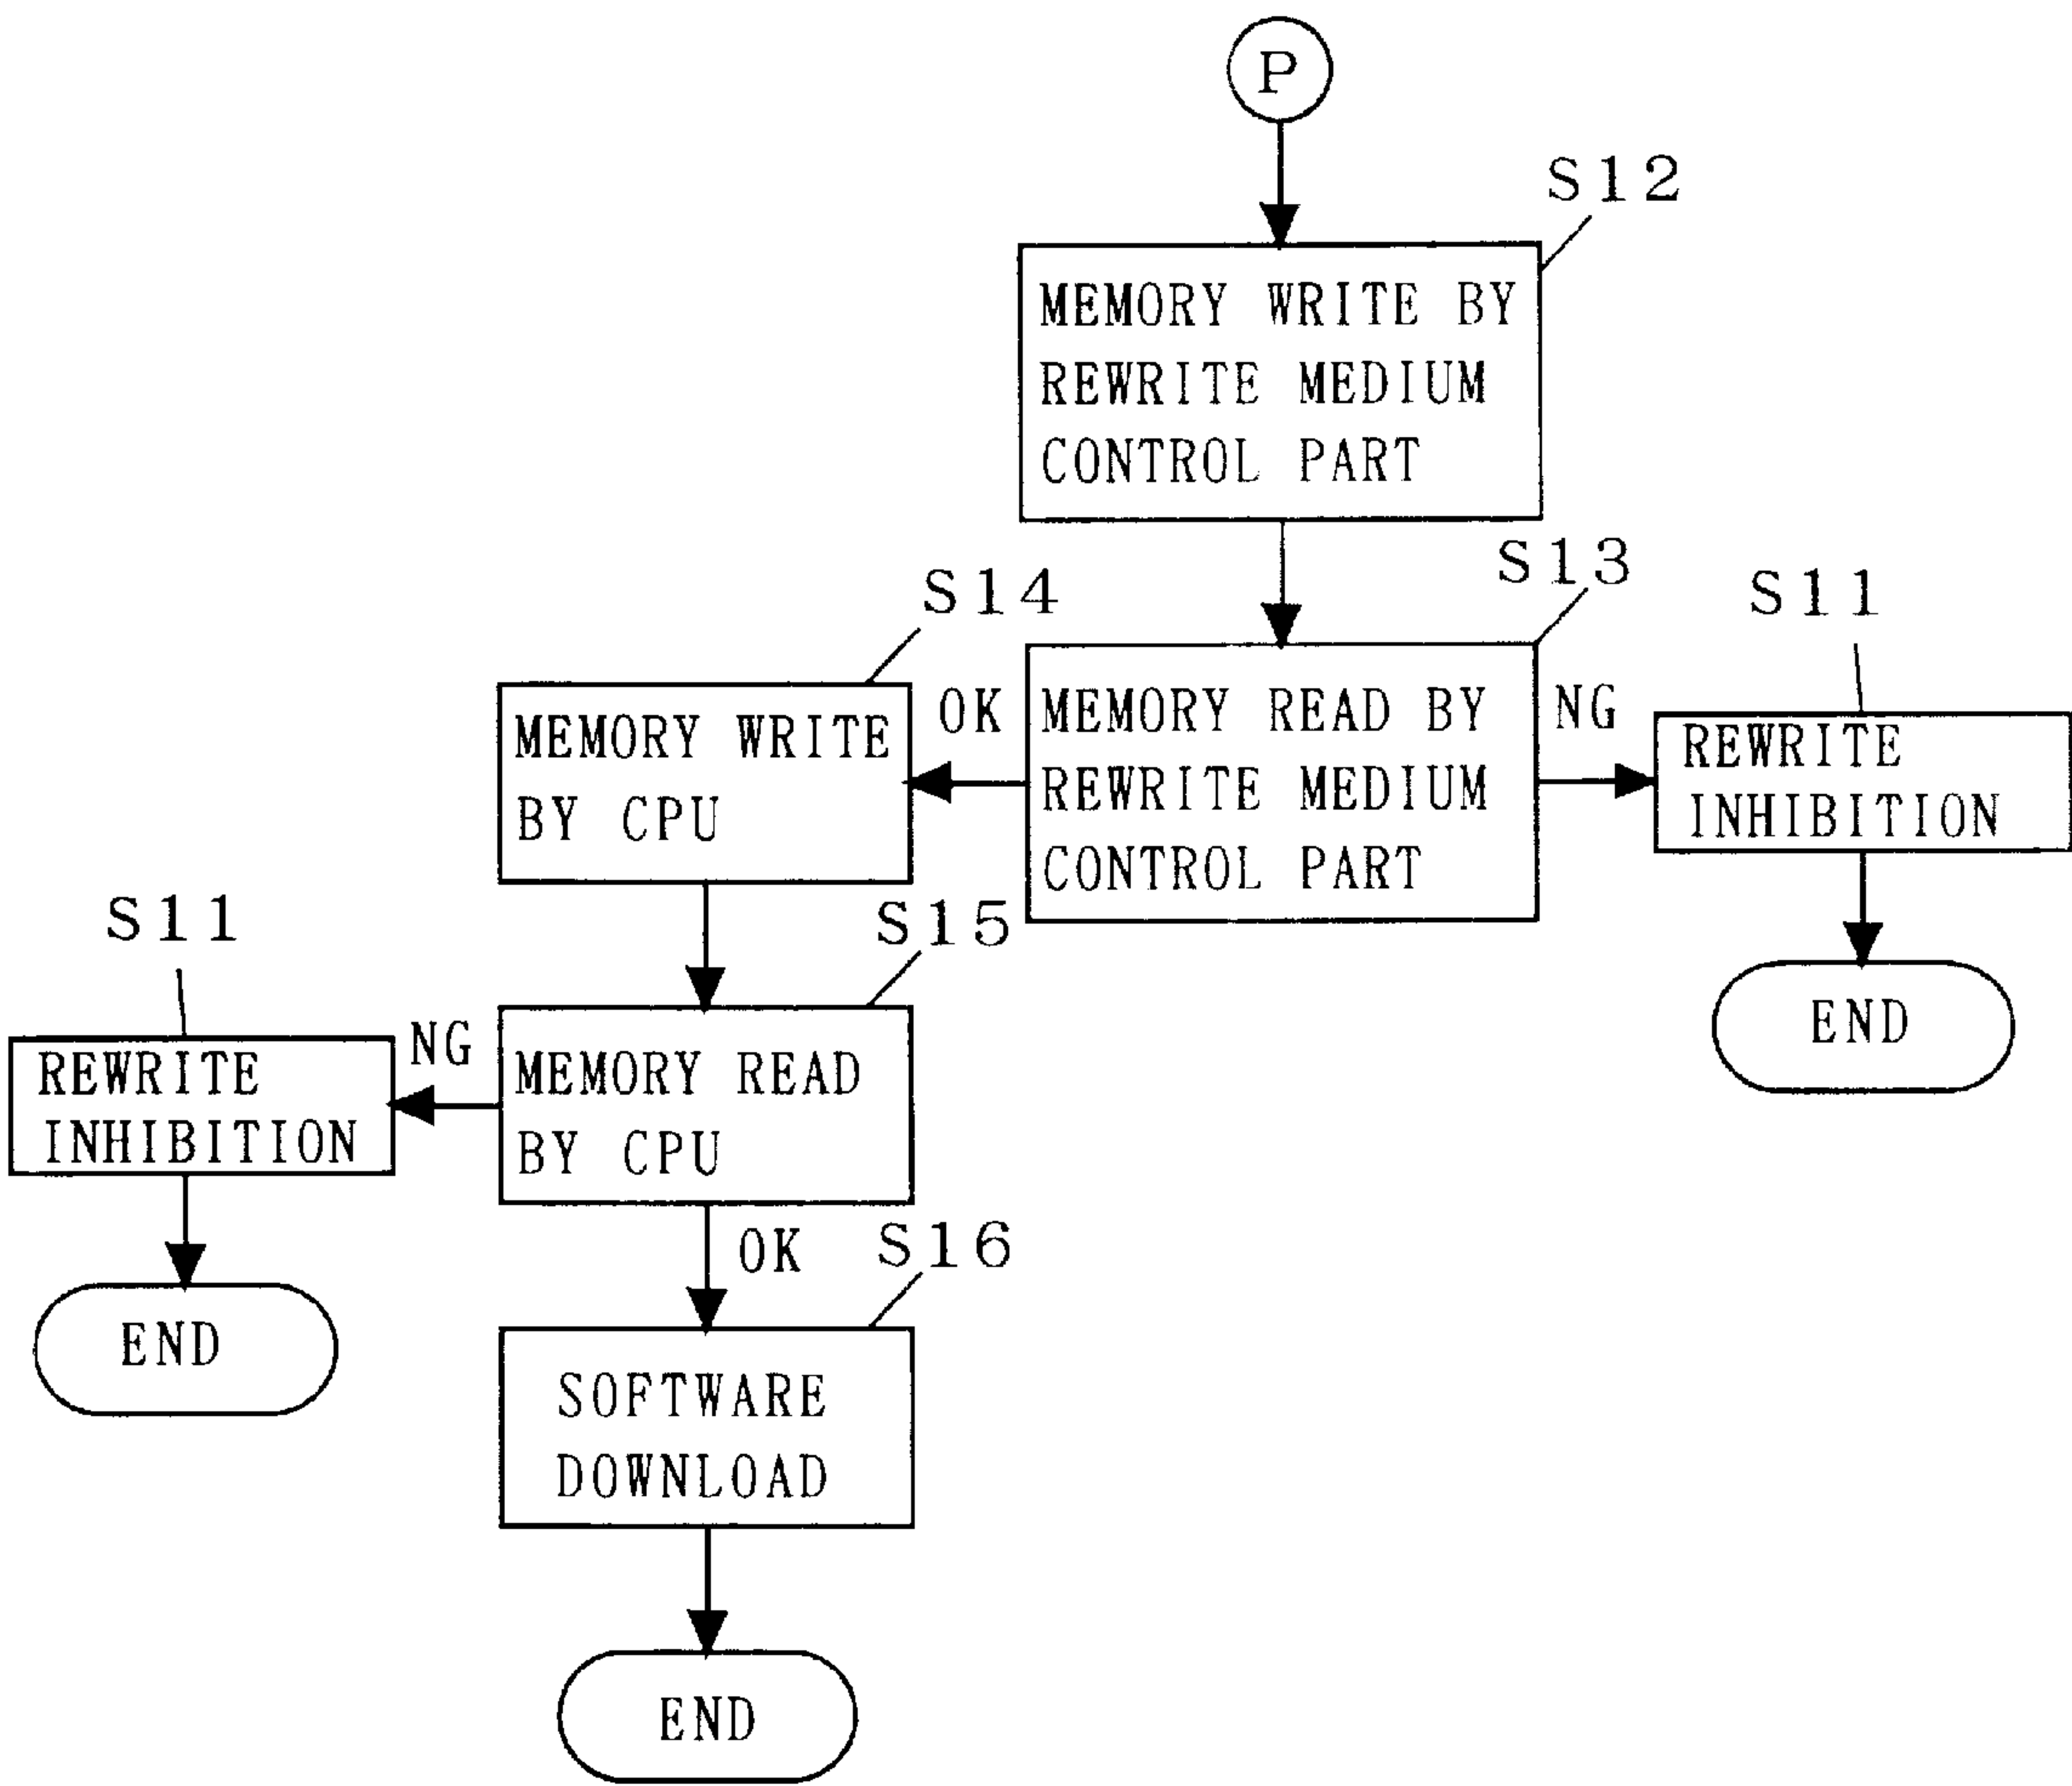 P
S12
MEMORY WRITE BY
REWRITE MEDIUM
CONTROL PART
S13
MEMORY READ BY
REWRITE MEDIUM
CONTROL PART
OK
NG
S11
REWRITE
INHIBITION
END
S14
MEMORY WRITE
BY CPU
S15
MEMORY READ
BY CPU
NG
S11
REWRITE
INHIBITION
END
OK
S16
SOFTWARE
DOWNLOAD
END